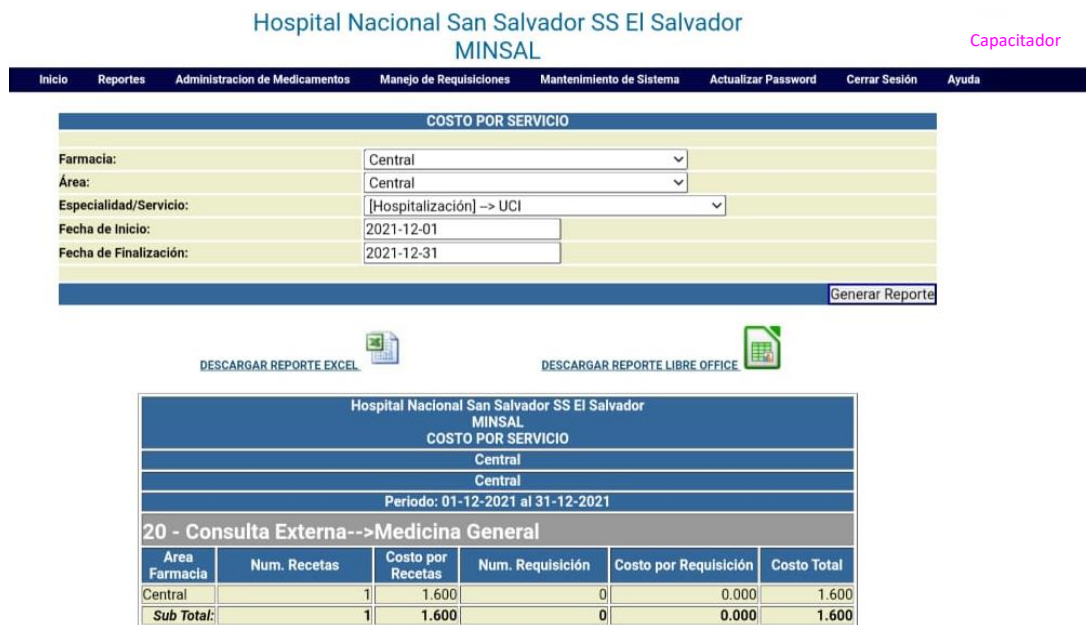 Hospital Nacional San Salvador SS El Salvador
MINSAL
Capacitador
Inicio Reportes Administracion de Medicamentos Manejo de Requisiciones Mantenimiento de Sistema Actualizar Password Cerrar Sesión Ayuda
COSTO POR SERVICIO
Farmacia: Central
Área: Central
Especialidad/Servicio: [Hospitalización] --> UCI
Fecha de Inicio: 2021-12-01
Fecha de Finalización: 2021-12-31
Generar Reporte
DESCARGAR REPORTE EXCEL DESCARGAR REPORTE LIBRE OFFICE
Hospital Nacional San Salvador SS El Salvador
MINSAL
COSTO POR SERVICIO
Central
Central
Periodo: 01-12-2021 al 31-12-2021
20 - Consulta Externa-->Medicina General
Area Farmacia Num. Recetas Costo por Recetas Num. Requisición Costo por Requisición Costo Total
Central 1 1.600 0 0.000 1.600
Sub Total: 1 1.600 0 0.000 1.600